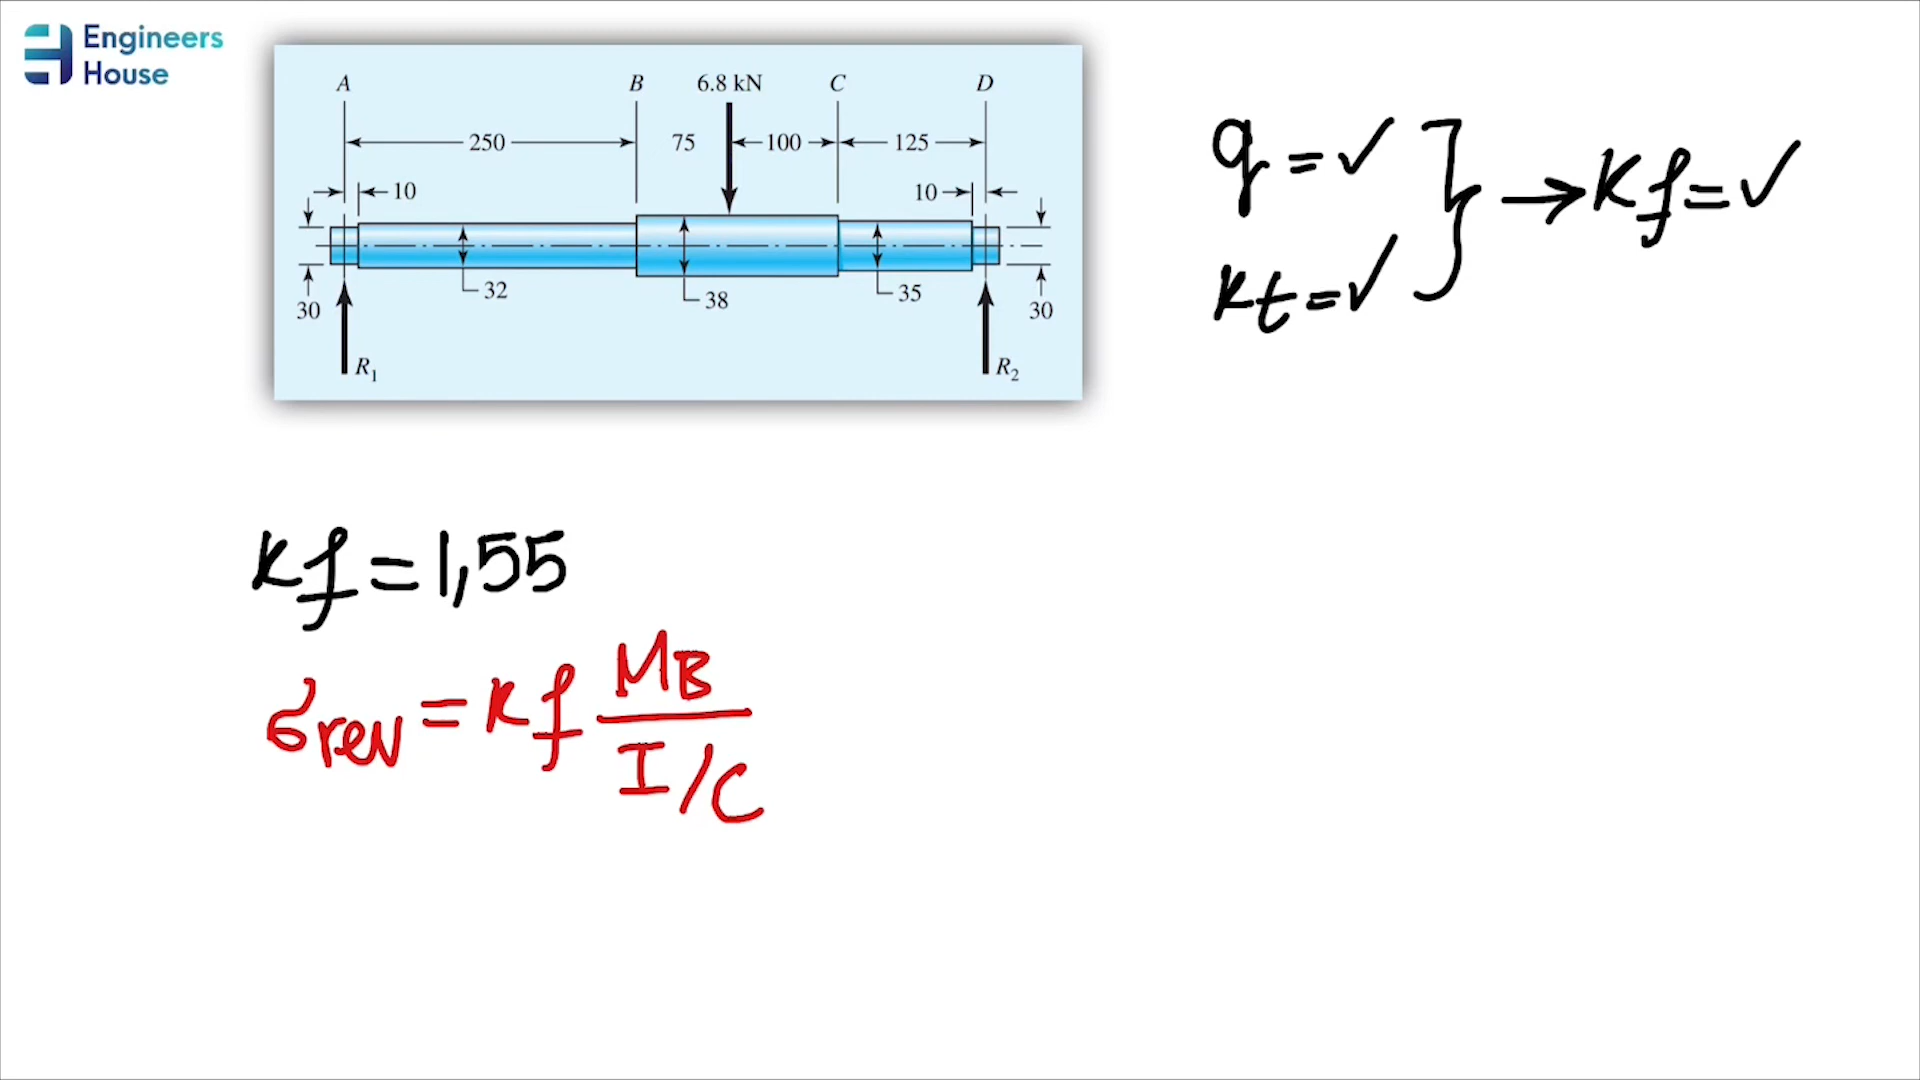 Engineers
House
A B 6.8 kN C D
250 75 100 125
10 10
32 38 35
30 30
R1 R2
q = ✓
kt = ✓
→ Kf = ✓
kf = 1,55
σrev = kf MB
I/C